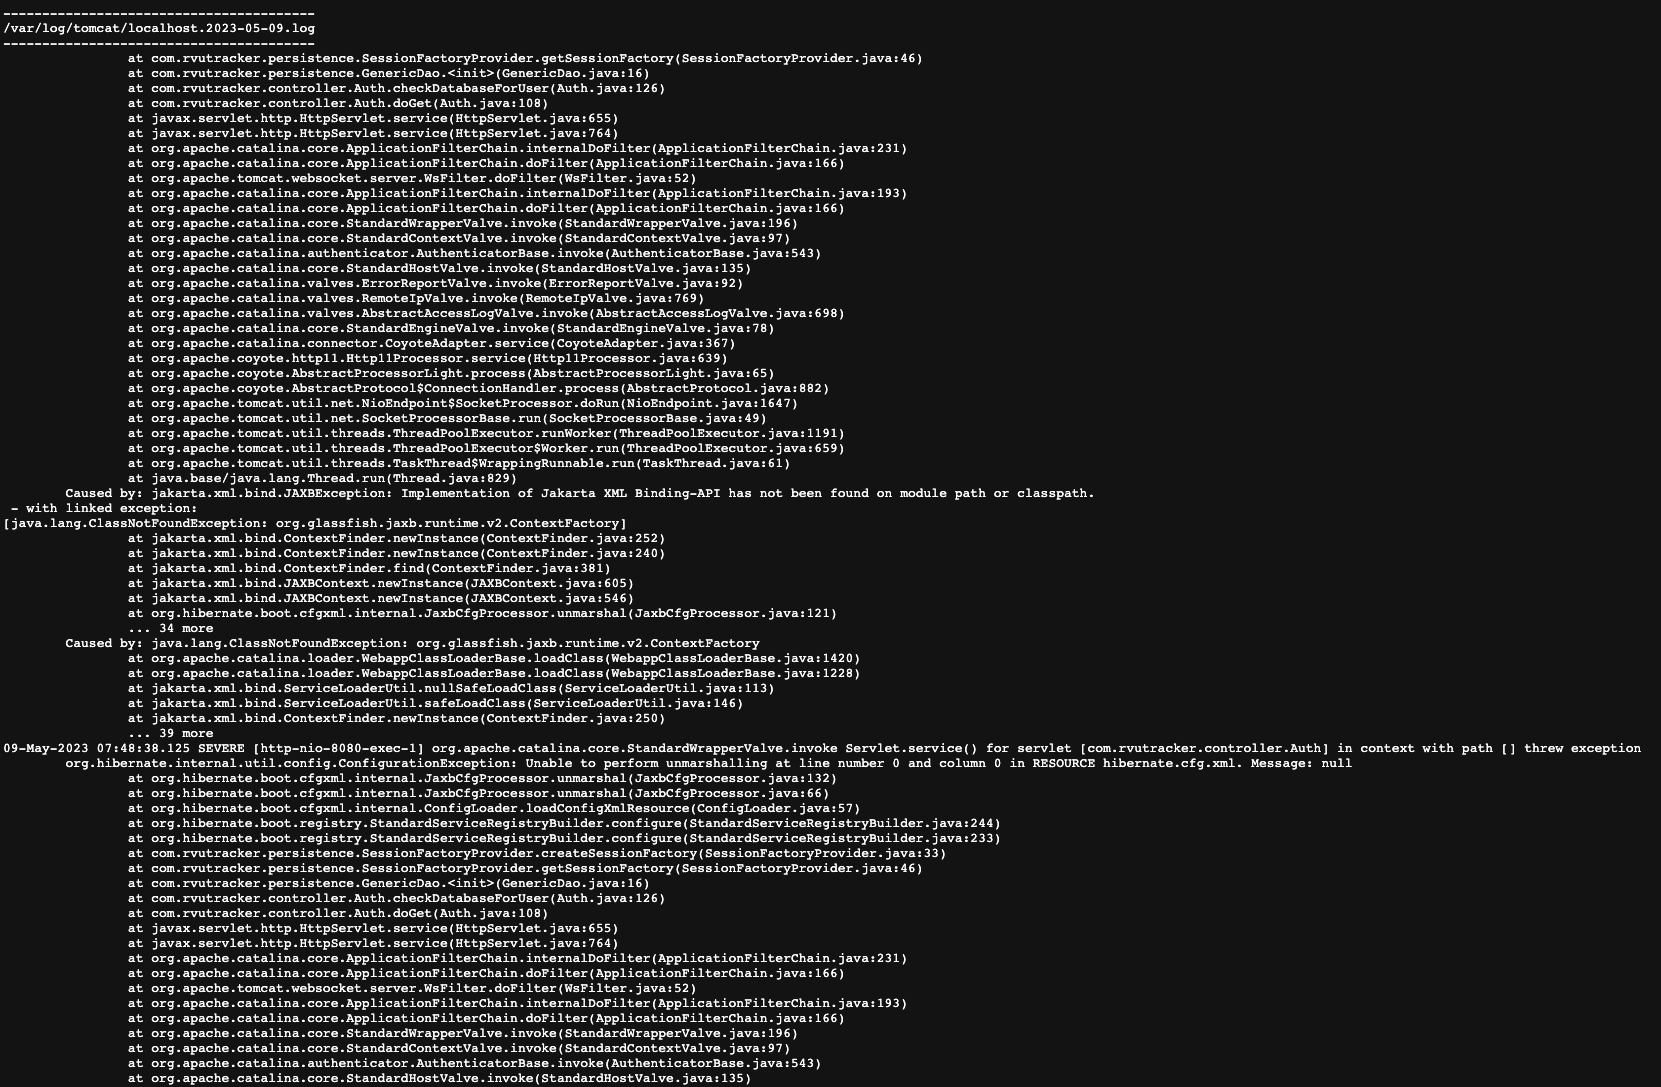 ----------------------------------------
/var/log/tomcat/localhost.2023-05-09.log
----------------------------------------
at com.rvutracker.persistence.SessionFactoryProvider.getSessionFactory(SessionFactoryProvider.java:46)
at com.rvutracker.persistence.GenericDao.<init>(GenericDao.java:16)
at com.rvutracker.controller.Auth.checkDatabaseForUser(Auth.java:126)
at com.rvutracker.controller.Auth.doGet(Auth.java:108)
at javax.servlet.http.HttpServlet.service(HttpServlet.java:655)
at javax.servlet.http.HttpServlet.service(HttpServlet.java:764)
at org.apache.catalina.core.ApplicationFilterChain.internalDoFilter(ApplicationFilterChain.java:231)
at org.apache.catalina.core.ApplicationFilterChain.doFilter(ApplicationFilterChain.java:166)
at org.apache.tomcat.websocket.server.WsFilter.doFilter(WsFilter.java:52)
at org.apache.catalina.core.ApplicationFilterChain.internalDoFilter(ApplicationFilterChain.java:193)
at org.apache.catalina.core.ApplicationFilterChain.doFilter(ApplicationFilterChain.java:166)
at org.apache.catalina.core.StandardWrapperValve.invoke(StandardWrapperValve.java:196)
at org.apache.catalina.core.StandardContextValve.invoke(StandardContextValve.java:97)
at org.apache.catalina.authenticator.AuthenticatorBase.invoke(AuthenticatorBase.java:543)
at org.apache.catalina.core.StandardHostValve.invoke(StandardHostValve.java:135)
at org.apache.catalina.valves.ErrorReportValve.invoke(ErrorReportValve.java:92)
at org.apache.catalina.valves.RemoteIpValve.invoke(RemoteIpValve.java:769)
at org.apache.catalina.valves.AbstractAccessLogValve.invoke(AbstractAccessLogValve.java:698)
at org.apache.catalina.core.StandardEngineValve.invoke(StandardEngineValve.java:78)
at org.apache.catalina.connector.CoyoteAdapter.service(CoyoteAdapter.java:367)
at org.apache.coyote.http11.Http11Processor.service(Http11Processor.java:639)
at org.apache.coyote.AbstractProcessorLight.process(AbstractProcessorLight.java:65)
at org.apache.coyote.AbstractProtocol$ConnectionHandler.process(AbstractProtocol.java:882)
at org.apache.tomcat.util.net.NioEndpoint$SocketProcessor.doRun(NioEndpoint.java:1647)
at org.apache.tomcat.util.net.SocketProcessorBase.run(SocketProcessorBase.java:49)
at org.apache.tomcat.util.threads.ThreadPoolExecutor.runWorker(ThreadPoolExecutor.java:1191)
at org.apache.tomcat.util.threads.ThreadPoolExecutor$Worker.run(ThreadPoolExecutor.java:659)
at org.apache.tomcat.util.threads.TaskThread$WrappingRunnable.run(TaskThread.java:61)
at java.base/java.lang.Thread.run(Thread.java:829)
Caused by: jakarta.xml.bind.JAXBException: Implementation of Jakarta XML Binding-API has not been found on module path or classpath.
- with linked exception:
[java.lang.ClassNotFoundException: org.glassfish.jaxb.runtime.v2.ContextFactory]
at jakarta.xml.bind.ContextFinder.newInstance(ContextFinder.java:252)
at jakarta.xml.bind.ContextFinder.newInstance(ContextFinder.java:240)
at jakarta.xml.bind.ContextFinder.find(ContextFinder.java:381)
at jakarta.xml.bind.JAXBContext.newInstance(JAXBContext.java:605)
at jakarta.xml.bind.JAXBContext.newInstance(JAXBContext.java:546)
at org.hibernate.boot.cfgxml.internal.JaxbCfgProcessor.unmarshal(JaxbCfgProcessor.java:121)
... 34 more
Caused by: java.lang.ClassNotFoundException: org.glassfish.jaxb.runtime.v2.ContextFactory
at org.apache.catalina.loader.WebappClassLoaderBase.loadClass(WebappClassLoaderBase.java:1420)
at org.apache.catalina.loader.WebappClassLoaderBase.loadClass(WebappClassLoaderBase.java:1228)
at jakarta.xml.bind.ServiceLoaderUtil.nullSafeLoadClass(ServiceLoaderUtil.java:113)
at jakarta.xml.bind.ServiceLoaderUtil.safeLoadClass(ServiceLoaderUtil.java:146)
at jakarta.xml.bind.ContextFinder.newInstance(ContextFinder.java:250)
... 39 more
09-May-2023 07:48:38.125 SEVERE [http-nio-8080-exec-1] org.apache.catalina.core.StandardWrapperValve.invoke Servlet.service() for servlet [com.rvutracker.controller.Auth] in context with path [] threw exception
org.hibernate.internal.util.config.ConfigurationException: Unable to perform unmarshalling at line number 0 and column 0 in RESOURCE hibernate.cfg.xml. Message: null
at org.hibernate.boot.cfgxml.internal.JaxbCfgProcessor.unmarshal(JaxbCfgProcessor.java:132)
at org.hibernate.boot.cfgxml.internal.JaxbCfgProcessor.unmarshal(JaxbCfgProcessor.java:66)
at org.hibernate.boot.cfgxml.internal.ConfigLoader.loadConfigXmlResource(ConfigLoader.java:57)
at org.hibernate.boot.registry.StandardServiceRegistryBuilder.configure(StandardServiceRegistryBuilder.java:244)
at org.hibernate.boot.registry.StandardServiceRegistryBuilder.configure(StandardServiceRegistryBuilder.java:233)
at com.rvutracker.persistence.SessionFactoryProvider.createSessionFactory(SessionFactoryProvider.java:33)
at com.rvutracker.persistence.SessionFactoryProvider.getSessionFactory(SessionFactoryProvider.java:46)
at com.rvutracker.persistence.GenericDao.<init>(GenericDao.java:16)
at com.rvutracker.controller.Auth.checkDatabaseForUser(Auth.java:126)
at com.rvutracker.controller.Auth.doGet(Auth.java:108)
at javax.servlet.http.HttpServlet.service(HttpServlet.java:655)
at javax.servlet.http.HttpServlet.service(HttpServlet.java:764)
at org.apache.catalina.core.ApplicationFilterChain.internalDoFilter(ApplicationFilterChain.java:231)
at org.apache.catalina.core.ApplicationFilterChain.doFilter(ApplicationFilterChain.java:166)
at org.apache.tomcat.websocket.server.WsFilter.doFilter(WsFilter.java:52)
at org.apache.catalina.core.ApplicationFilterChain.internalDoFilter(ApplicationFilterChain.java:193)
at org.apache.catalina.core.ApplicationFilterChain.doFilter(ApplicationFilterChain.java:166)
at org.apache.catalina.core.StandardWrapperValve.invoke(StandardWrapperValve.java:196)
at org.apache.catalina.core.StandardContextValve.invoke(StandardContextValve.java:97)
at org.apache.catalina.authenticator.AuthenticatorBase.invoke(AuthenticatorBase.java:543)
at org.apache.catalina.core.StandardHostValve.invoke(StandardHostValve.java:135)